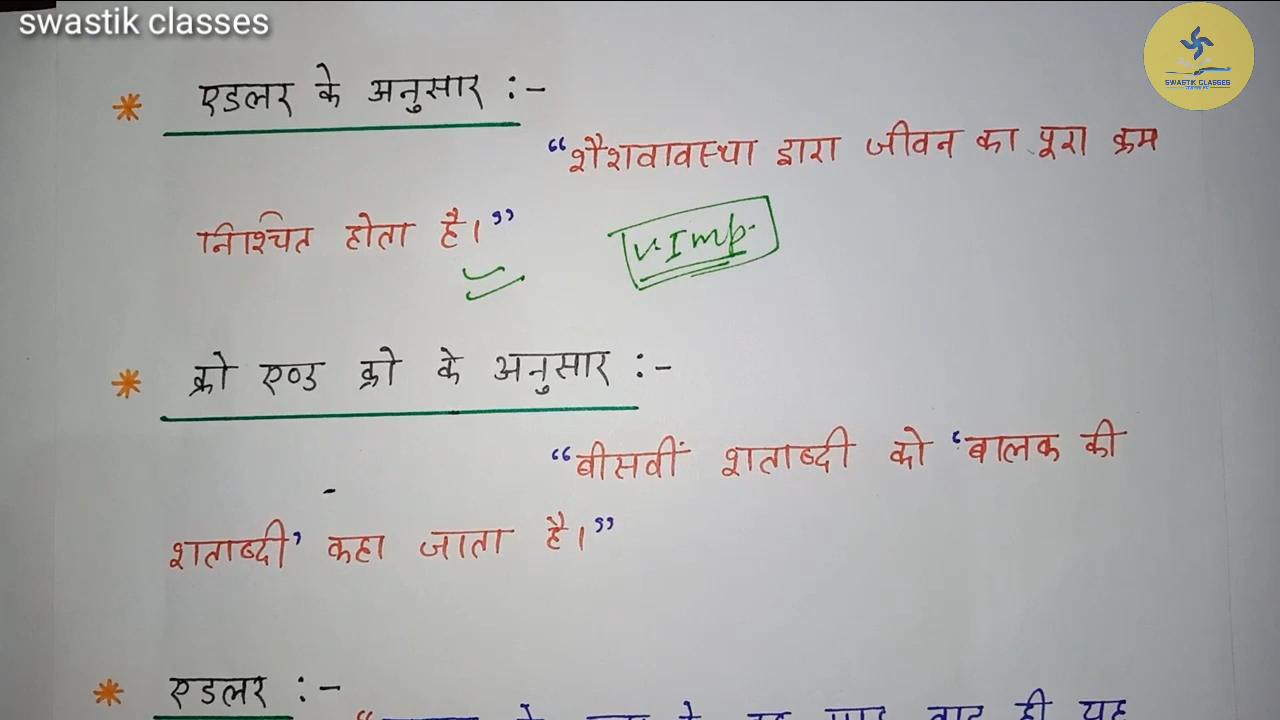 swastik classes
SWASTIK CLASSES
* एडलर के अनुसार :-
“शैशवावस्था द्वारा जीवन का पूरा क्रम
निश्चित होता है।”
V. Imp.
* क्रो एण्ड क्रो के अनुसार :-
“बीसवीं शताब्दी को ‘बालक की
शताब्दी’ कहा जाता है।”
* एडलर :-